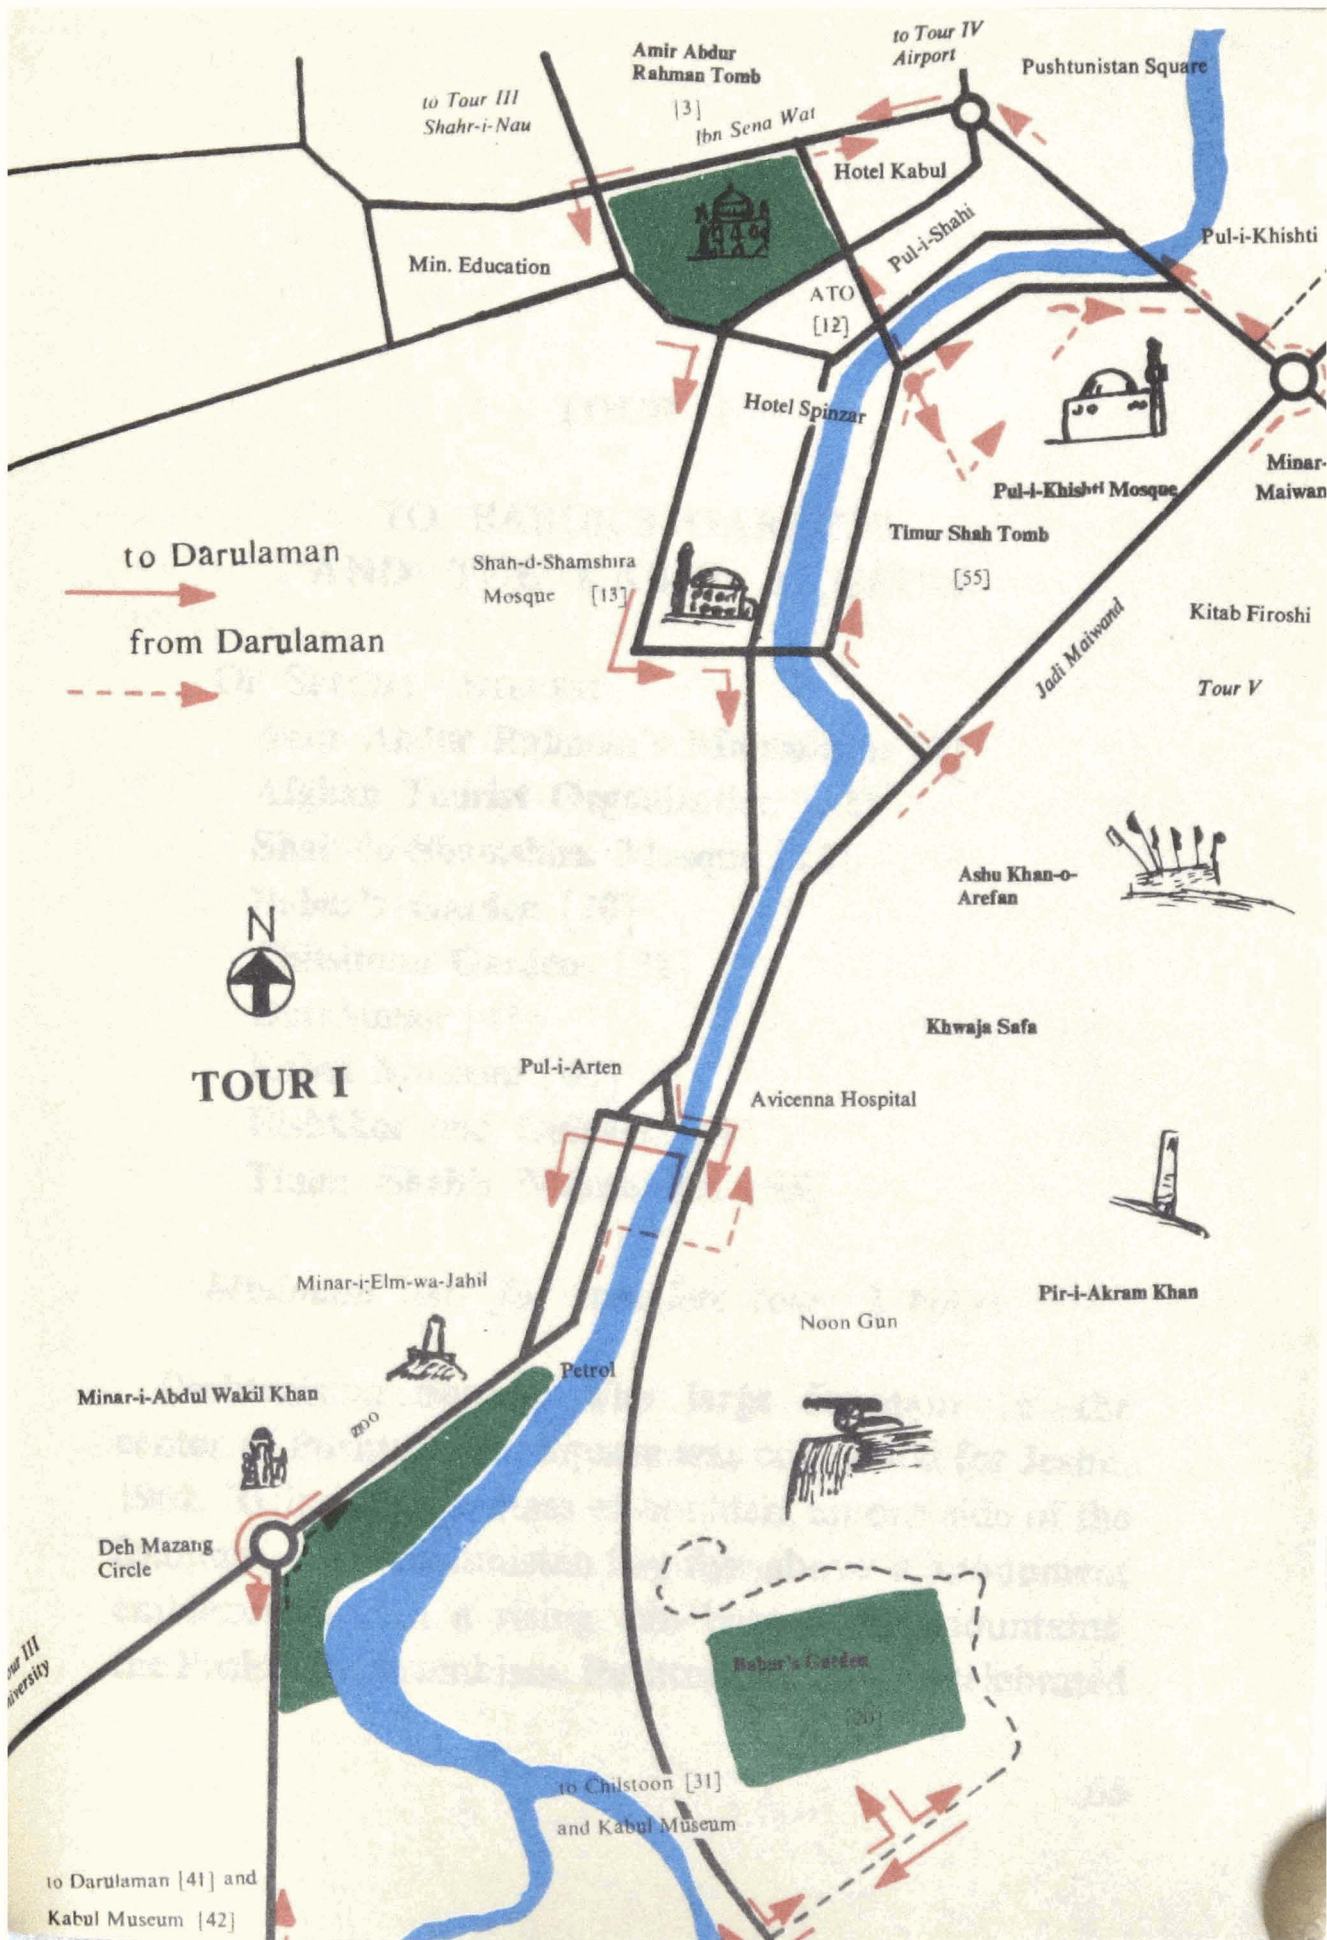 to Tour IV
Airport
Amir Abdur
Rahman Tomb
[3]
Pushtunistan Square
to Tour III
Shahr-i-Nau
Ibn Sena Wat
Hotel Kabul
Pul-i-Shahi
Pul-i-Khishti
Min. Education
ATO
[12]
Hotel Spinzar
Minar-
Maiwan
Pul-i-Khishti Mosque
Timur Shah Tomb
[55]
to Darulaman
Shah-d-Shamshira
Mosque [13]
from Darulaman
Kitab Firoshi
Jadi Maiwand
Tour V
Ashu Khan-o-
Arefan
N
Khwaja Safa
TOUR I
Pul-i-Arten
Avicenna Hospital
Minar-i-Elm-wa-Jahil
Pir-i-Akram Khan
Noon Gun
Petrol
Minar-i-Abdul Wakil Khan
zoo
Deh Mazang
Circle
ur III
iversity
Babur's Garden
[20]
to Chilstoon [31]
and Kabul Museum
to Darulaman [41] and
Kabul Museum [42]